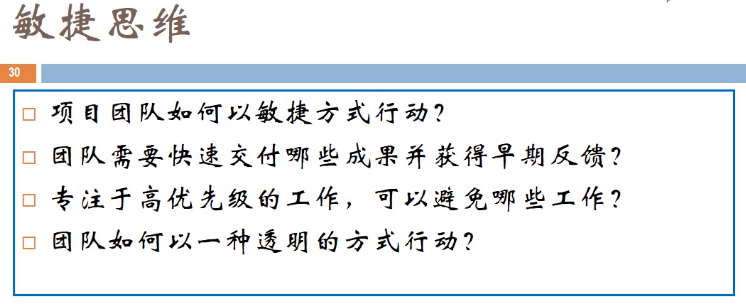 敏捷思维
30
项目团队如何以敏捷方式行动？
团队需要快速交付哪些成果并获得早期反馈？
专注于高优先级的工作，可以避免哪些工作？
团队如何以一种透明的方式行动？